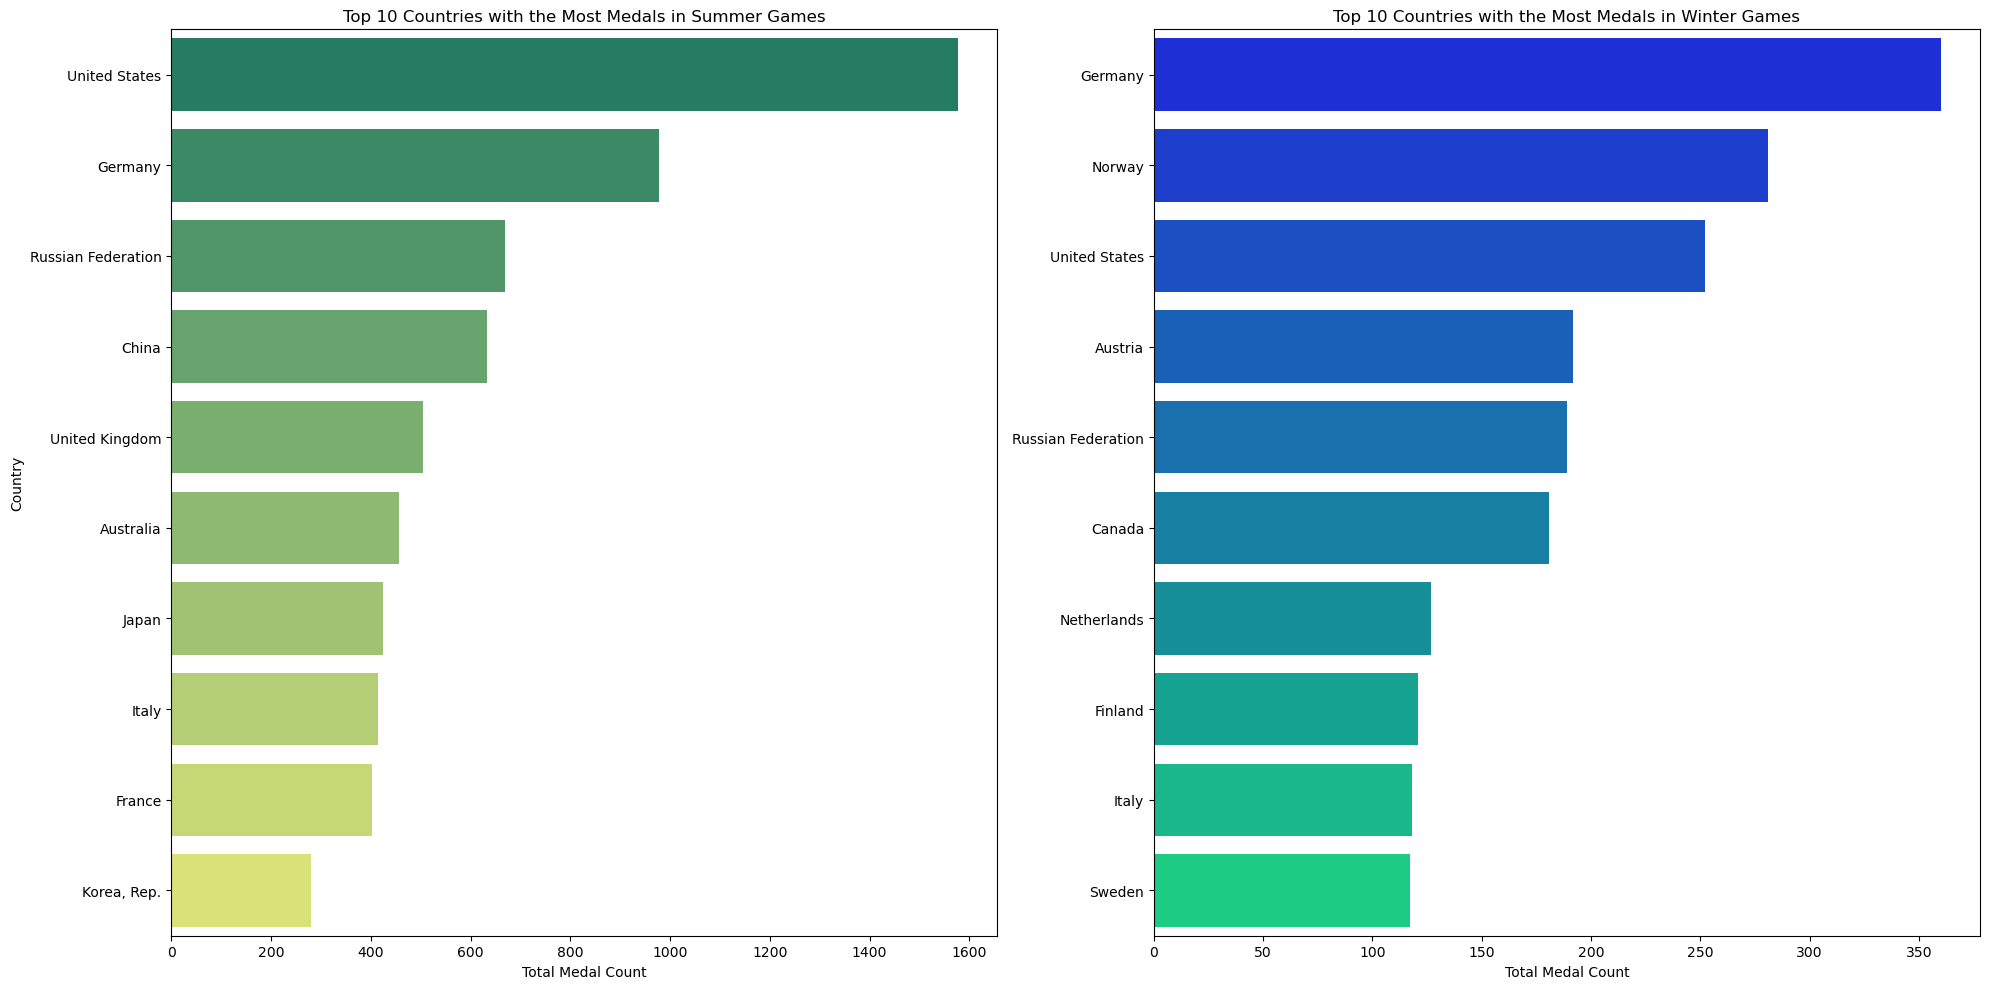 Top 10 Countries with the Most Medals in Summer Games
Country
United States
Germany
Russian Federation
China
United Kingdom
Australia
Japan
Italy
France
Korea, Rep.
0 200 400 600 800 1000 1200 1400 1600
Total Medal Count
Top 10 Countries with the Most Medals in Winter Games
Germany
Norway
United States
Austria
Russian Federation
Canada
Netherlands
Finland
Italy
Sweden
0 50 100 150 200 250 300 350
Total Medal Count